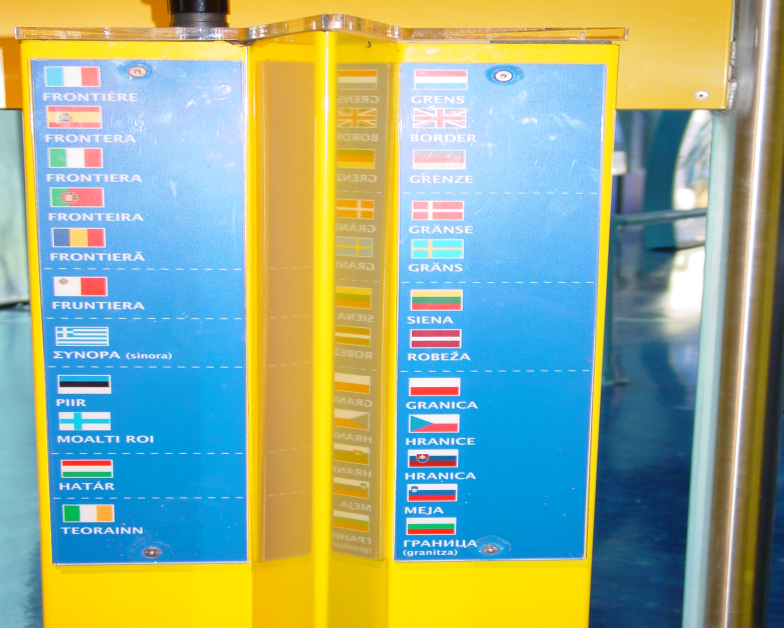 FRONTIÈRE
FRONTERA
FRONTIERA
FRONTEIRA
FRONTIERĂ
FRUNTIERA
ΣΥΝΟΡΑ (sinora)
PIIR
MOALTI ROI
HATÁR
TEORAINN
GRENS
BORDER
GRENZE
GRÄNSE
GRÄNS
SIENA
ROBEŽA
GRANICA
HRANICE
HRANICA
MEJA
ГРАНИЦА
(granitza)